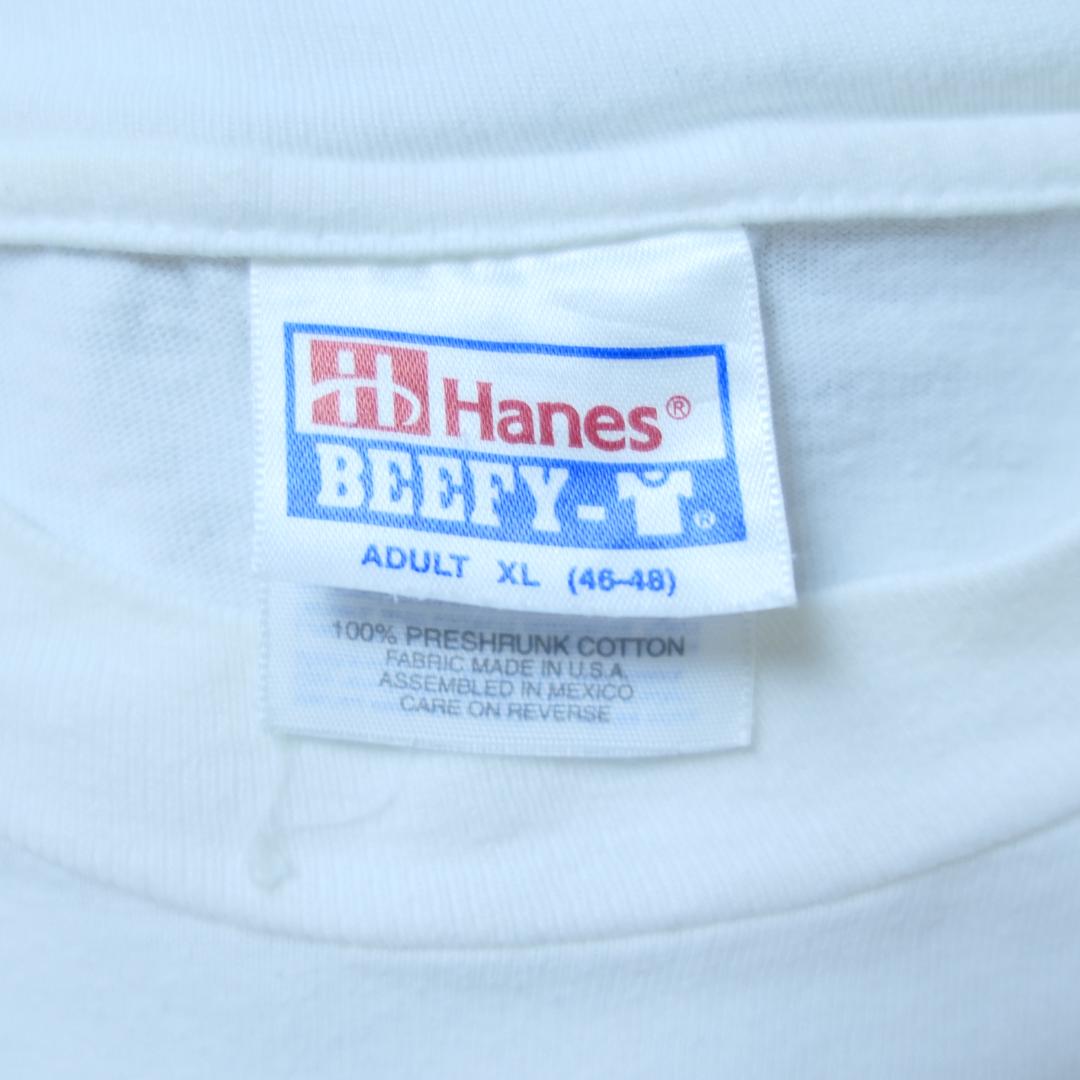 Hanes®
BEEFY-T®
ADULT XL (46-48)
100% PRESHRUNK COTTON
FABRIC MADE IN U.S.A.
ASSEMBLED IN MEXICO
CARE ON REVERSE